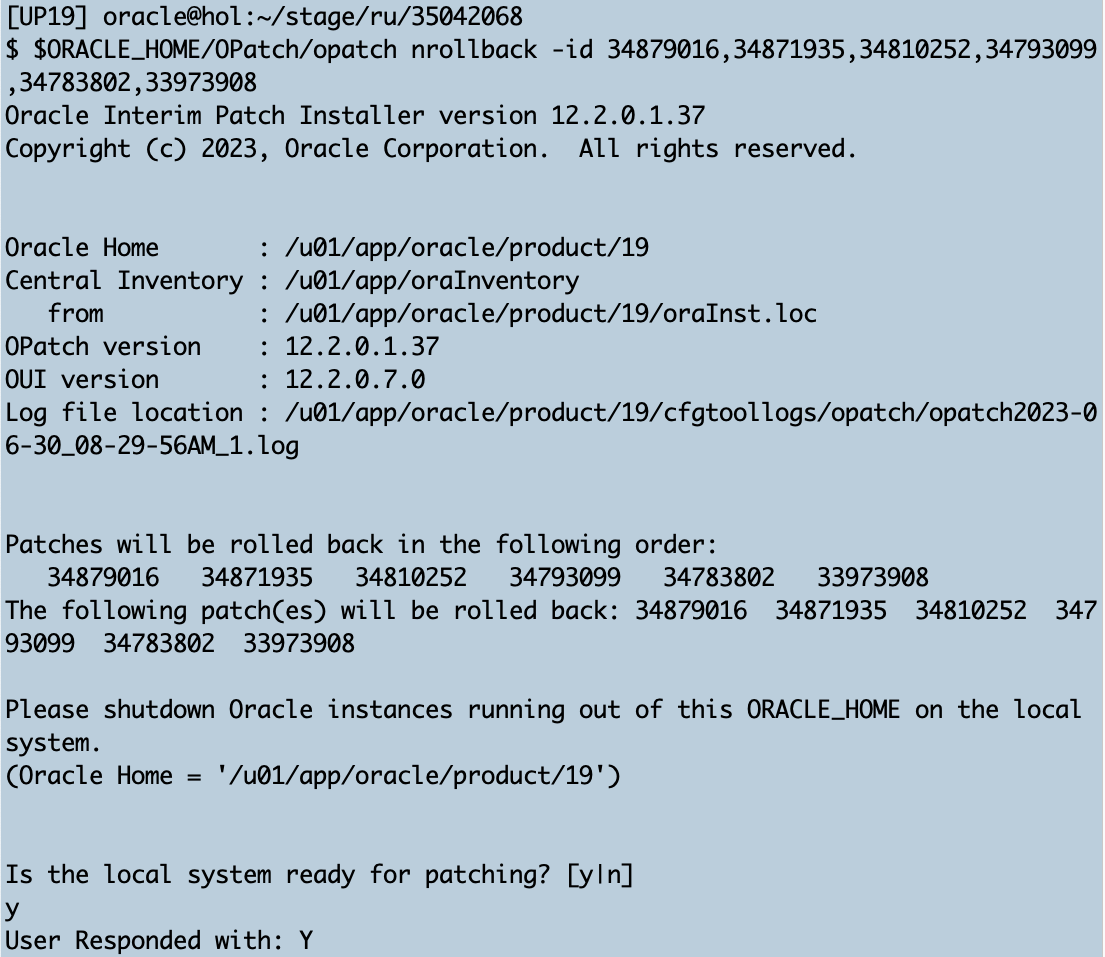 [UP19] oracle@hol:~/stage/ru/35042068
$ $ORACLE_HOME/OPatch/opatch nrollback -id 34879016,34871935,34810252,34793099
,34783802,33973908
Oracle Interim Patch Installer version 12.2.0.1.37
Copyright (c) 2023, Oracle Corporation.  All rights reserved.
Oracle Home       : /u01/app/oracle/product/19
Central Inventory : /u01/app/oraInventory
   from           : /u01/app/oracle/product/19/oraInst.loc
OPatch version    : 12.2.0.1.37
OUI version       : 12.2.0.7.0
Log file location : /u01/app/oracle/product/19/cfgtoollogs/opatch/opatch2023-0
6-30_08-29-56AM_1.log
Patches will be rolled back in the following order:
   34879016   34871935   34810252   34793099   34783802   33973908
The following patch(es) will be rolled back: 34879016  34871935  34810252  347
93099  34783802  33973908
Please shutdown Oracle instances running out of this ORACLE_HOME on the local
system.
(Oracle Home = '/u01/app/oracle/product/19')
Is the local system ready for patching? [y|n]
y
User Responded with: Y